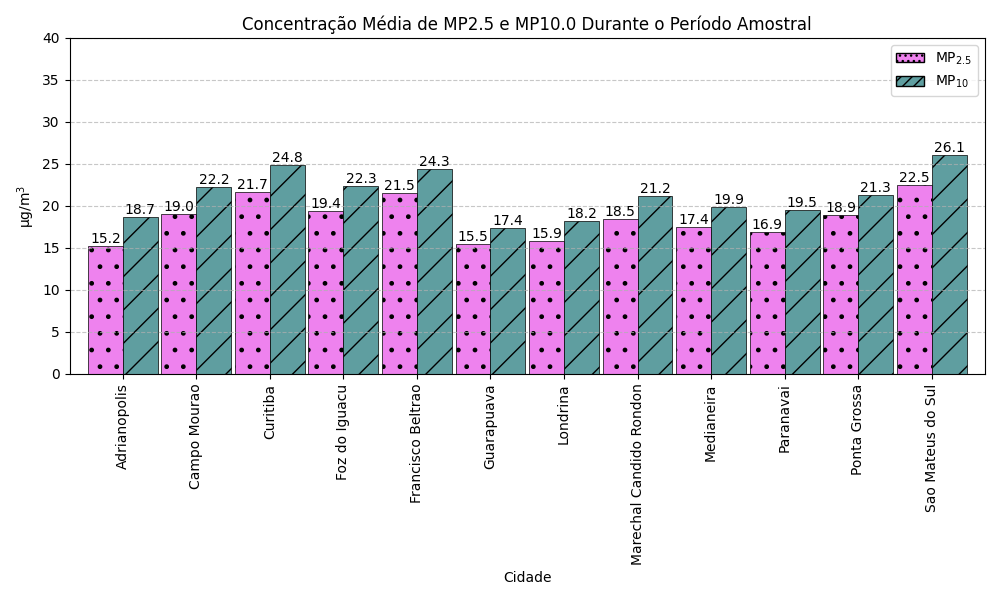 Concentração Média de MP2.5 e MP10.0 Durante o Período Amostral
µg/m³
40
35
30
25
20
15
10
5
0
MP₂.₅
MP₁₀
15.2
18.7
19.0
22.2
21.7
24.8
19.4
22.3
21.5
24.3
15.5
17.4
15.9
18.2
18.5
21.2
17.4
19.9
16.9
19.5
18.9
21.3
22.5
26.1
Adrianopolis
Campo Mourao
Curitiba
Foz do Iguacu
Francisco Beltrao
Guarapuava
Londrina
Marechal Candido Rondon
Medianeira
Paranavai
Ponta Grossa
Sao Mateus do Sul
Cidade